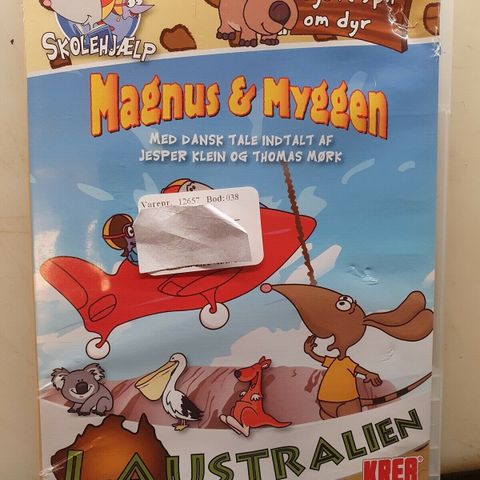 SKOLEHJÆLP
om dyr
Magnus & Myggen
MED DANSK TALE INDTALT AF
JESPER KLEIN OG THOMAS MØRK
Varenr. 12657 Bod: 038
I AUSTRALIEN
KREA